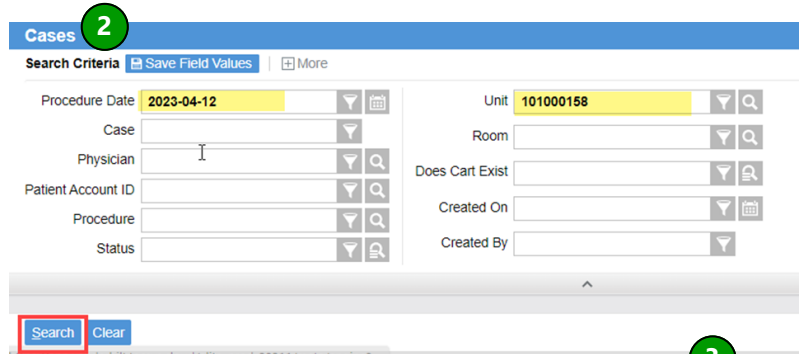 2
Cases
Search Criteria Save Field Values More
Procedure Date 2023-04-12
Case
Physician
Patient Account ID
Procedure
Status
Unit 101000158
Room
Does Cart Exist
Created On
Created By
Search Clear